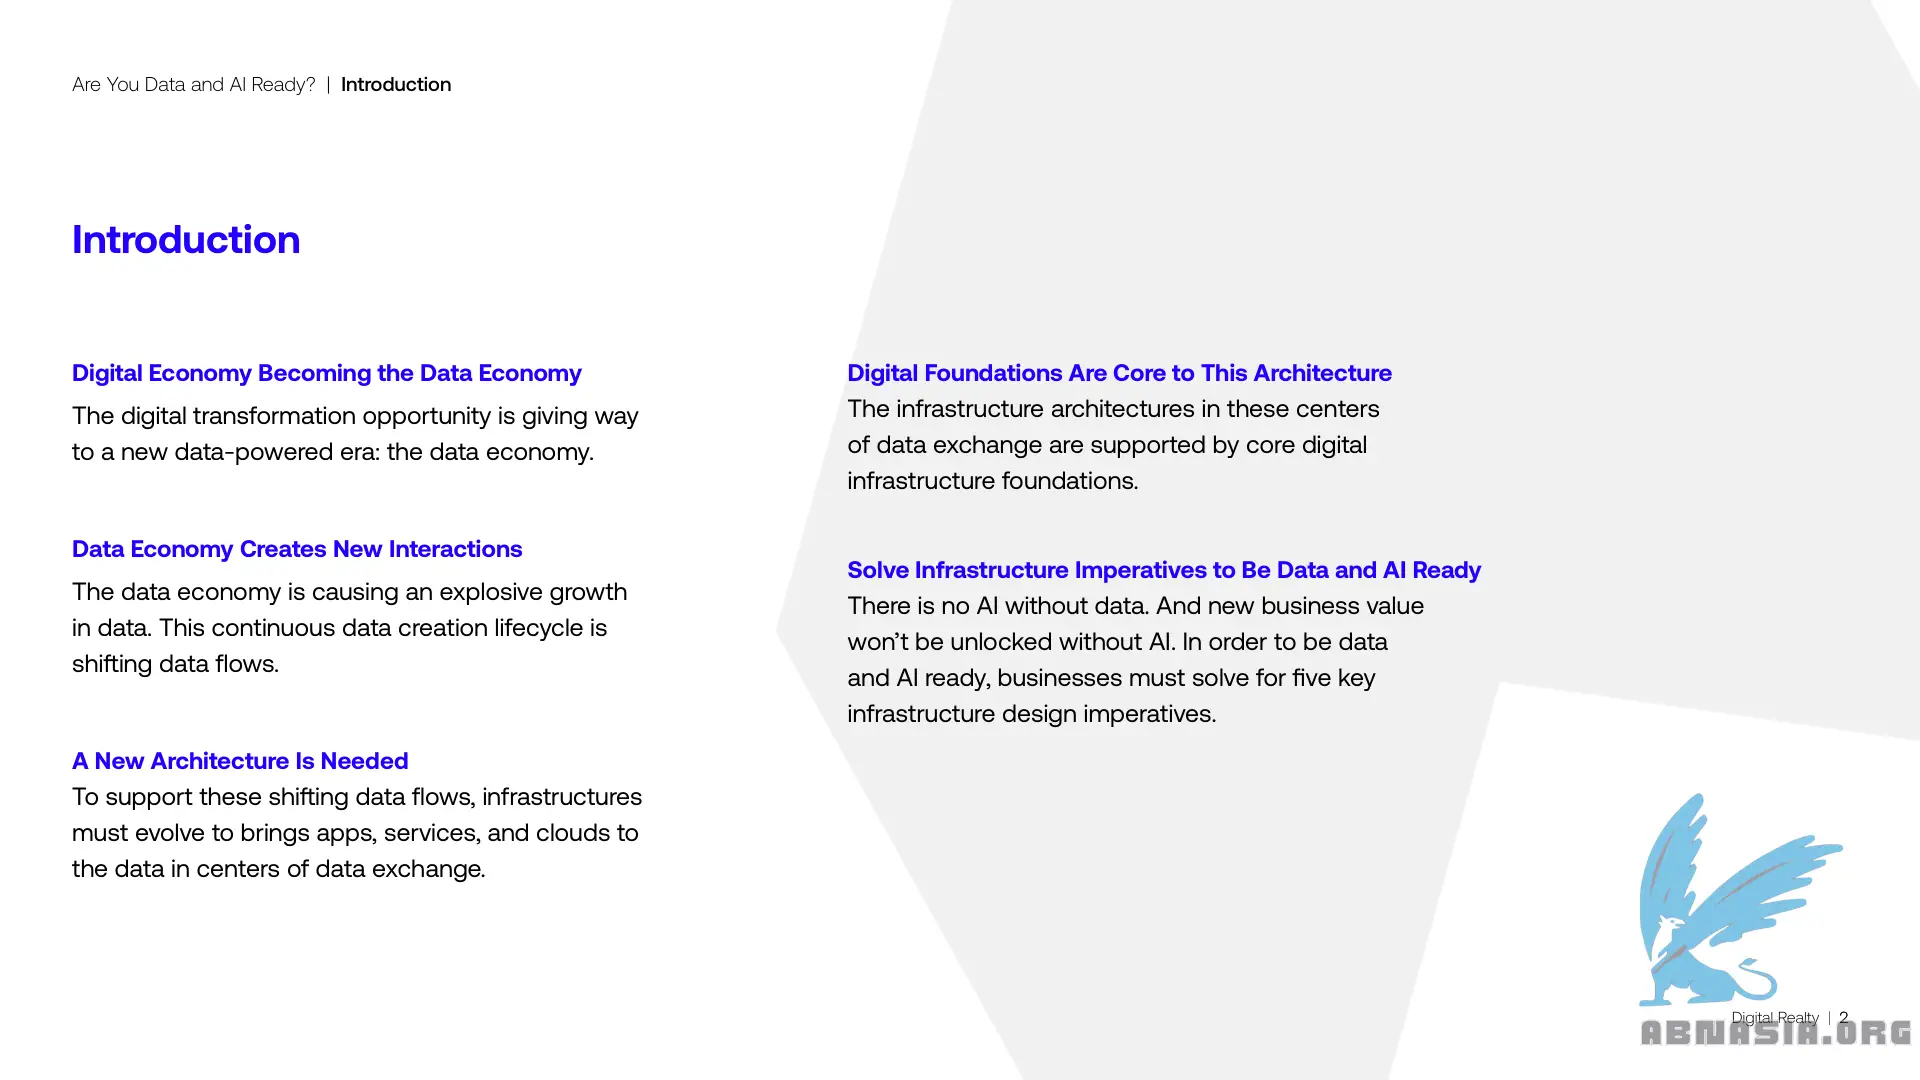 Are You Data and AI Ready? | Introduction
Introduction
Digital Economy Becoming the Data Economy
The digital transformation opportunity is giving way
to a new data-powered era: the data economy.
Data Economy Creates New Interactions
The data economy is causing an explosive growth
in data. This continuous data creation lifecycle is
shifting data flows.
A New Architecture Is Needed
To support these shifting data flows, infrastructures
must evolve to brings apps, services, and clouds to
the data in centers of data exchange.
Digital Foundations Are Core to This Architecture
The infrastructure architectures in these centers
of data exchange are supported by core digital
infrastructure foundations.
Solve Infrastructure Imperatives to Be Data and AI Ready
There is no AI without data. And new business value
won’t be unlocked without AI. In order to be data
and AI ready, businesses must solve for five key
infrastructure design imperatives.
Digital Realty | 2
ABNASIA.ORG